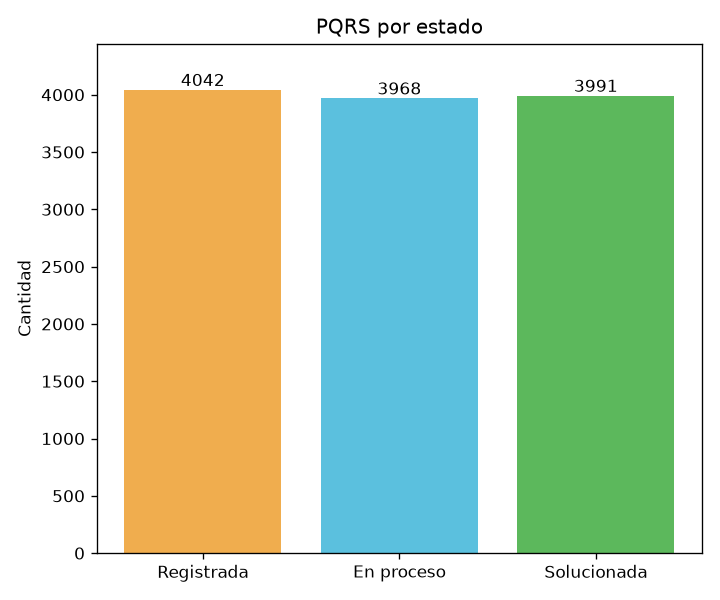 PQRS por estado
Cantidad
4000
3500
3000
2500
2000
1500
1000
500
0
4042
3968
3991
Registrada
En proceso
Solucionada